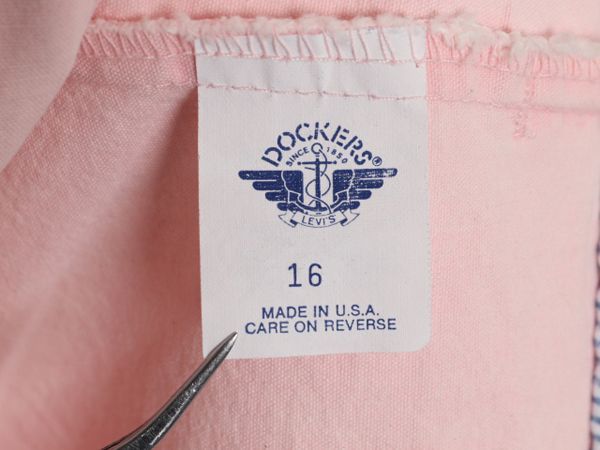 DOCKERS®
SINCE 1850
LEVI'S
16
MADE IN U.S.A.
CARE ON REVERSE